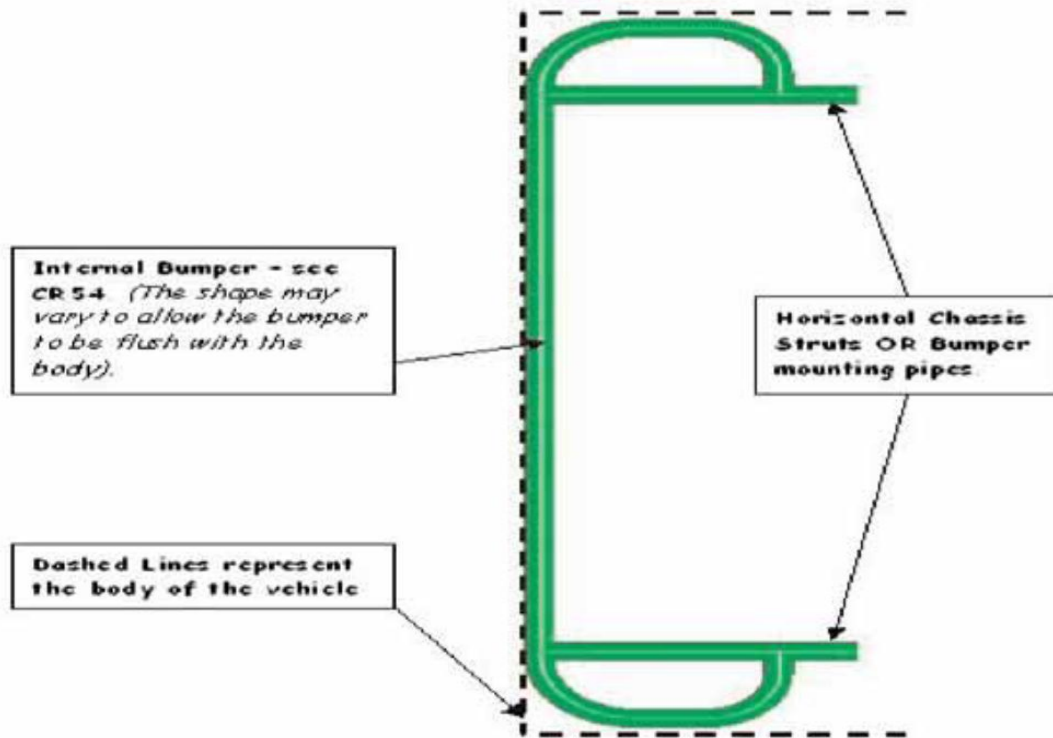 Internal Bumper - see
CR54 (The shape may
vary to allow the bumper
to be flush with the
body).
Horizontal Chassis
Struts OR Bumper
mounting pipes
Dashed Lines represent
the body of the vehicle